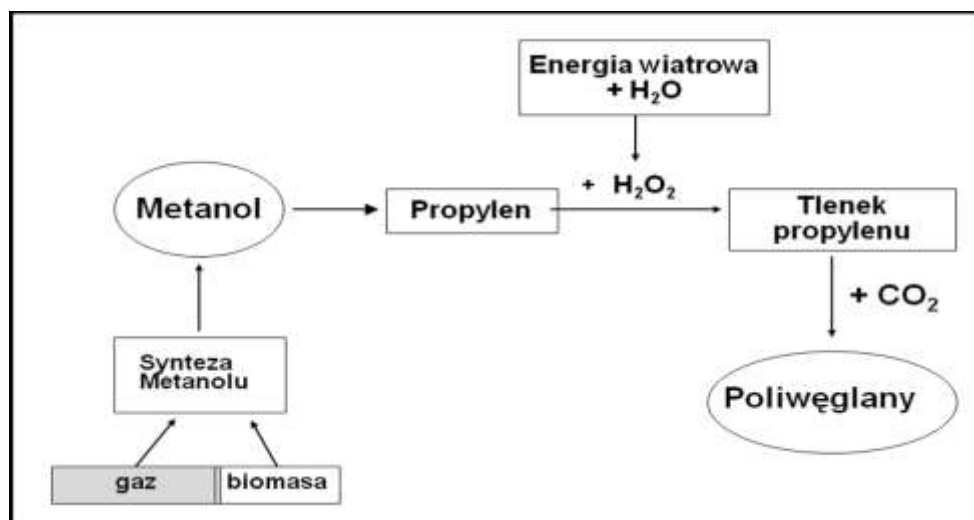 Energia wiatrowa
+ H₂O
Metanol
Propylen
+ H₂O₂
Tlenek
propylenu
+ CO₂
Synteza
Metanolu
Poliwęglany
gaz
biomasa